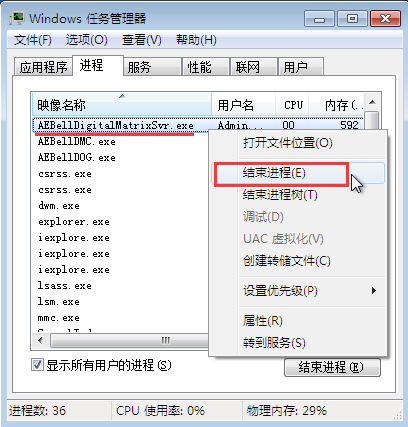 Windows 任务管理器
文件(F) 选项(O) 查看(V) 帮助(H)
应用程序 进程 服务 性能 联网 用户
映像名称 用户名 CPU 内存(...
AEBellDigitalMatrixSvr.exe Admin... 00 592
AEBellDMC.exe
AEBellDOG.exe
csrss.exe
csrss.exe
dwm.exe
explorer.exe
iexplore.exe
iexplore.exe
iexplore.exe
lsass.exe
lsm.exe
mmc.exe
打开文件位置(O)
结束进程(E)
结束进程树(T)
调试(D)
UAC 虚拟化(V)
创建转储文件(C)
设置优先级(P)
属性(R)
转到服务(S)
显示所有用户的进程(S) 结束进程(E)
进程数: 36 CPU 使用率: 0% 物理内存: 29%